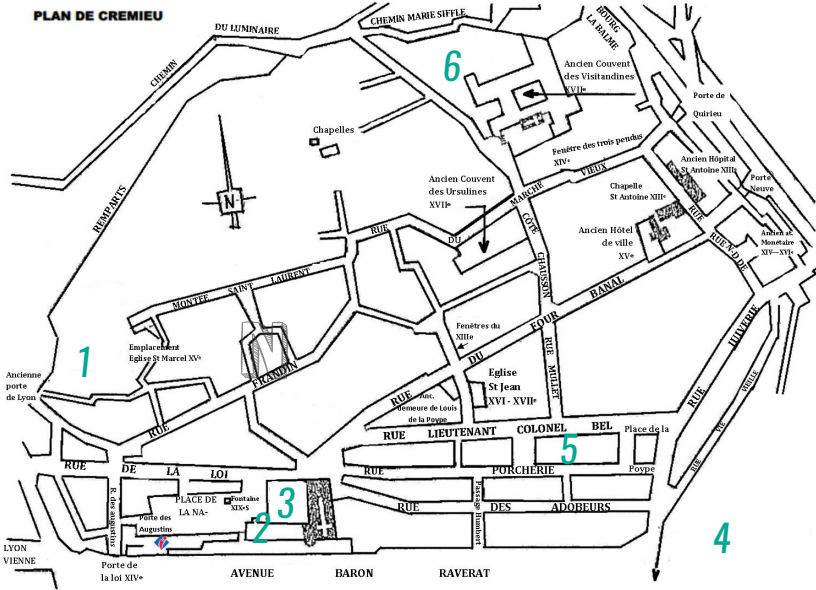 PLAN DE CREMIEU
CHEMIN
DU LUMINAIRE
CHEMIN MARIE SIFFLE
BOURG
LA BALME
6
Ancien Couvent
des Visitandines
XVIIe
Porte de
Quirieu
Chapelles
Fenêtre des trois pendus
XIVe
Ancien Hôpital
St Antoine XIIIe
Porte
Neuve
Ancien Couvent
des Ursulines
XVIIe
RUE
DU
MARCHE
VIEUX
Chapelle
St Antoine XIIIe
RUE
REMPARTS
N
Ancien Hôtel
de ville
XVe
RUE N-D DE
Ancien at.
Monétaire
XIV—XVIe
CÔTE
CHAUSSON
MONTÉE SAINT LAURENT
1
Emplacement
Eglise St Marcel XVe
N
Fenêtres du
XIIIe
RUE DU FOUR BANAL
RUE MULLET
RUE JUIVERIE
RUE VIE VIEILLE
Ancienne
porte
de Lyon
RUE FRANDIN
Anc.
demeure de Louis
de la Poype
Eglise
St Jean
XVI - XVIIe
RUE LIEUTENANT COLONEL BEL
Place de la
Poype
5
RUE DE LA LOI
RUE PORCHERIE
R. des augustins
PLACE DE
LA NA-
Fontaine
XIXeS
3
2
RUE DES ADOBEURS
Passage Humbert
4
Porte des
Augustins
LYON
VIENNE
Porte de
la loi XIVe
AVENUE BARON RAVERAT